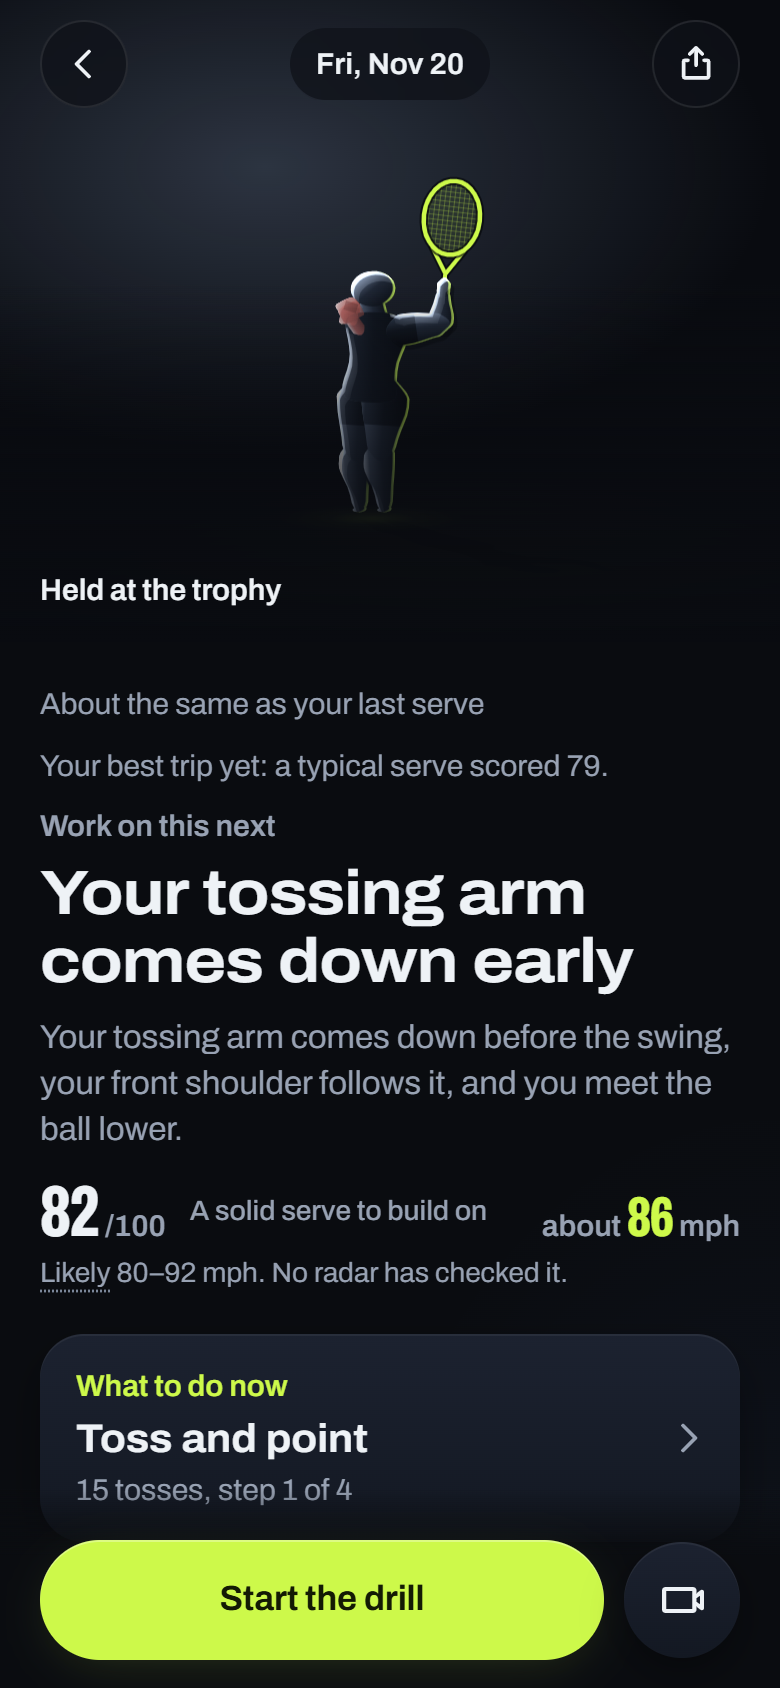 Fri, Nov 20
Held at the trophy
About the same as your last serve
Your best trip yet: a typical serve scored 79.
Work on this next
Your tossing arm
comes down early
Your tossing arm comes down before the swing,
your front shoulder follows it, and you meet the
ball lower.
82 /100 A solid serve to build on about 86 mph
Likely 80–92 mph. No radar has checked it.
What to do now
Toss and point
15 tosses, step 1 of 4
Start the drill